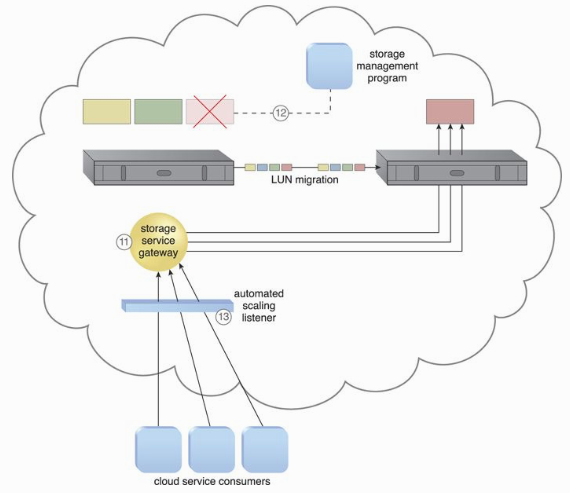 storage
management
program
12
LUN migration
storage
service
gateway
11
automated
scaling
listener
13
cloud service consumers